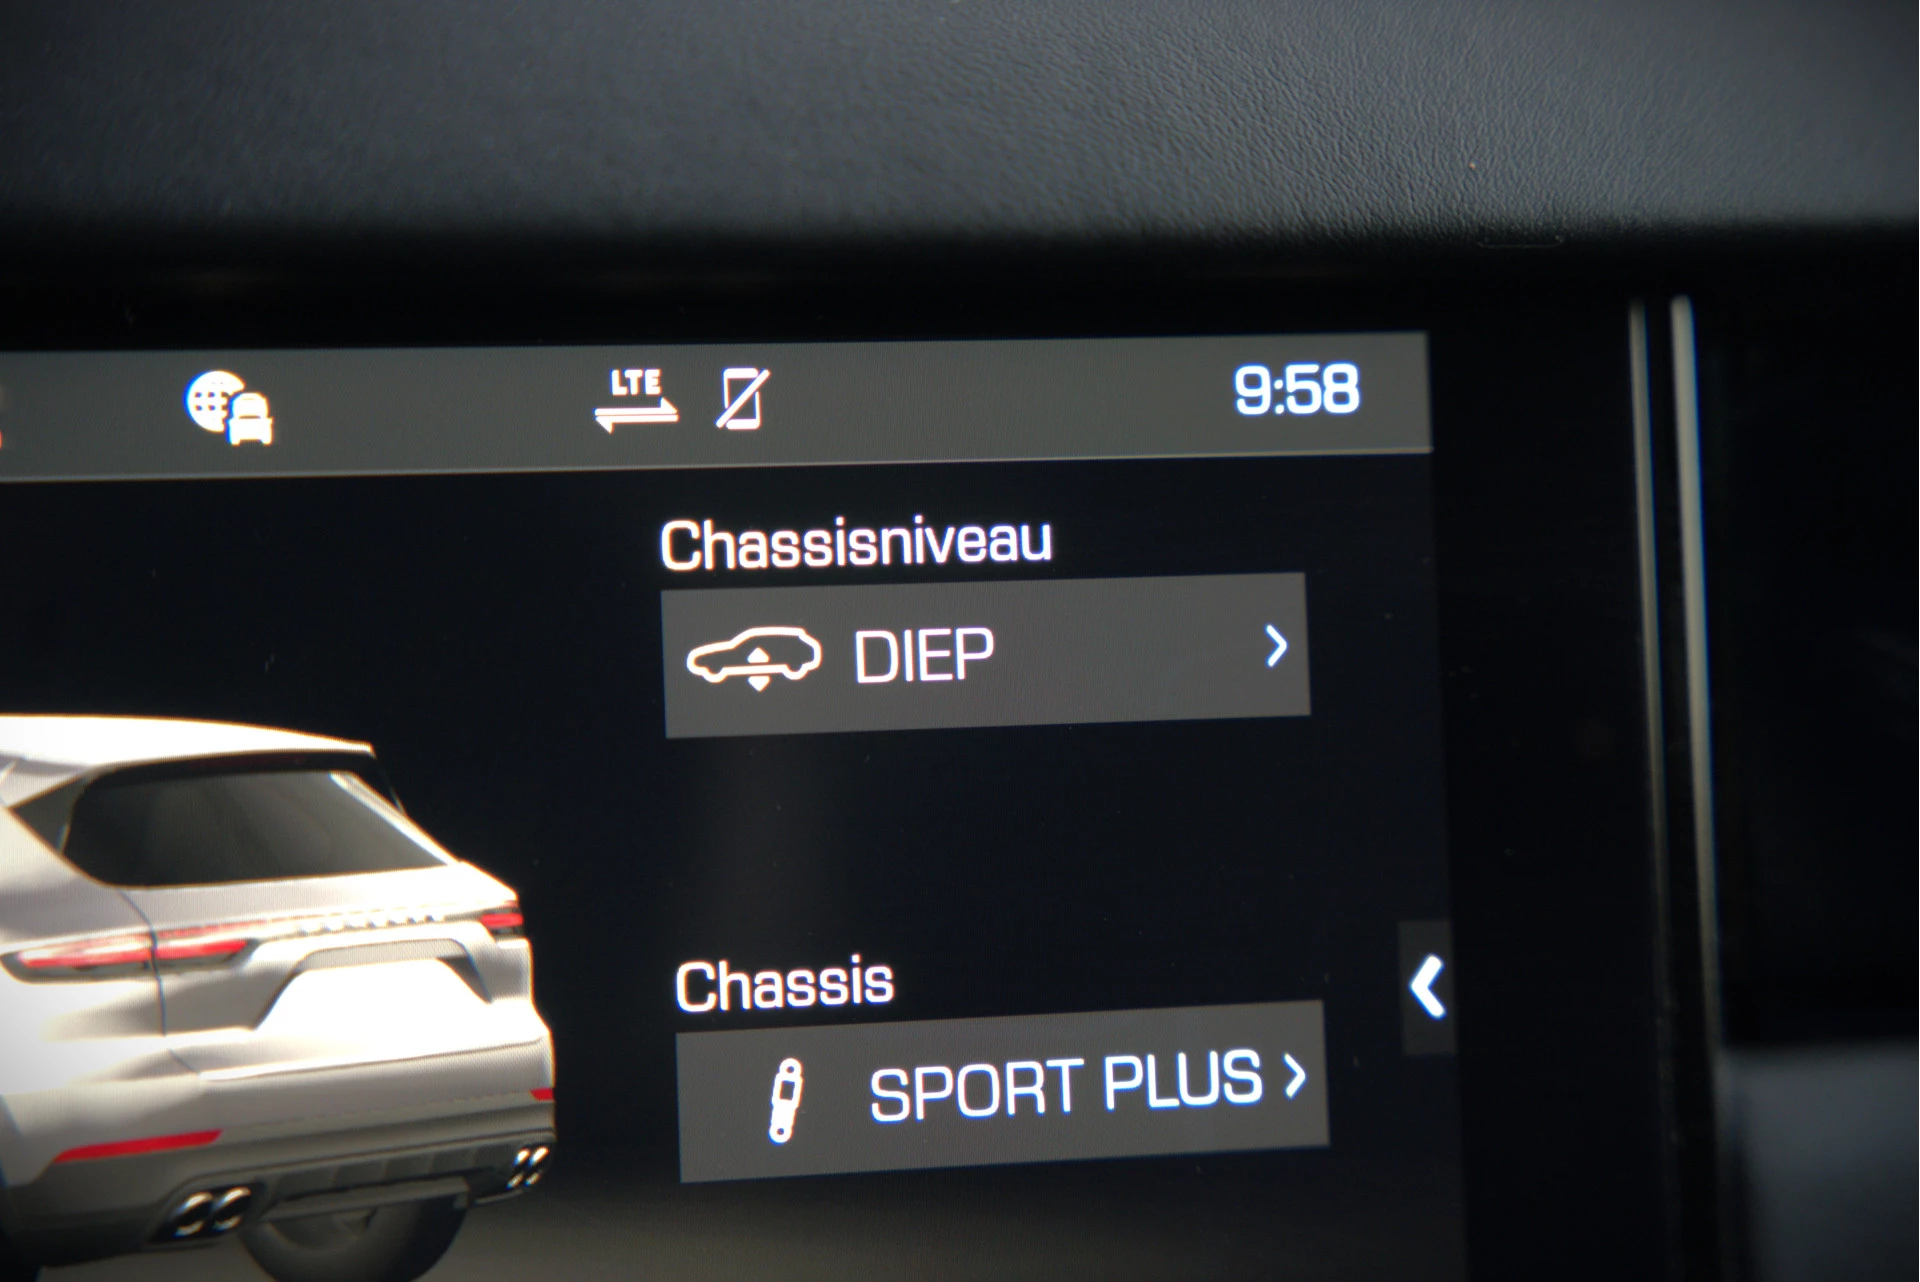 LTE
9:58
Chassisniveau
DIEP
Chassis
SPORT PLUS